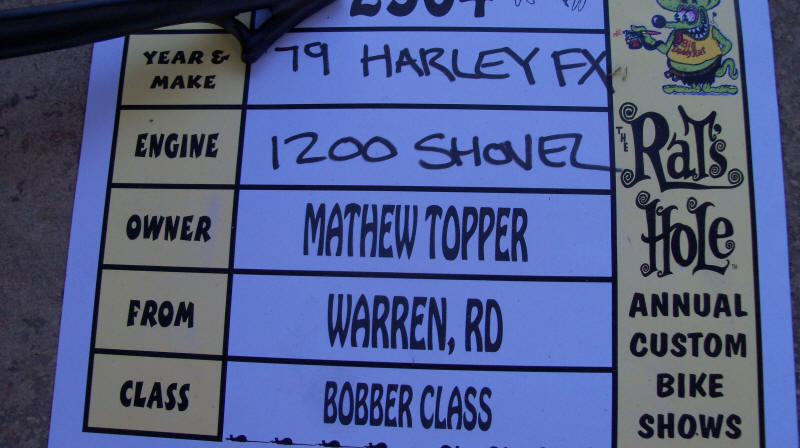 YEAR & MAKE 79 HARLEY FX
ENGINE 1200 SHOVEL
OWNER MATHEW TOPPER
FROM WARREN, RD
CLASS BOBBER CLASS
THE RAT'S HOLE TM
ANNUAL
CUSTOM
BIKE
SHOWS